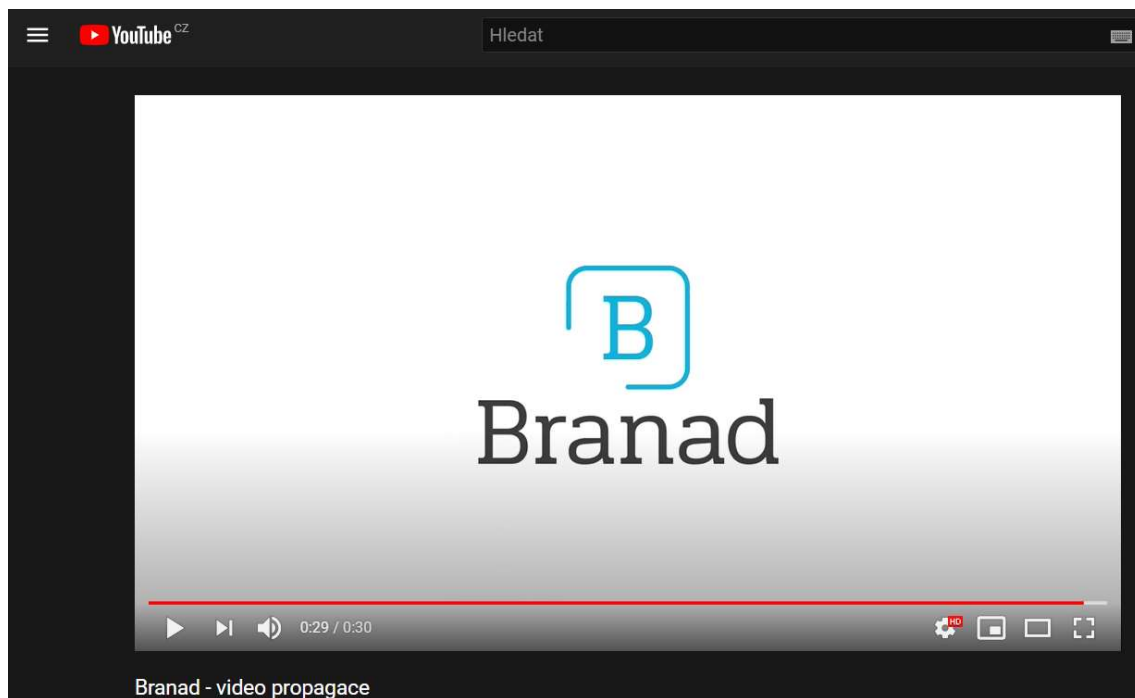 YouTube CZ
Hledat
B
Branad
0:29 / 0:30
HD
Branad - video propagace